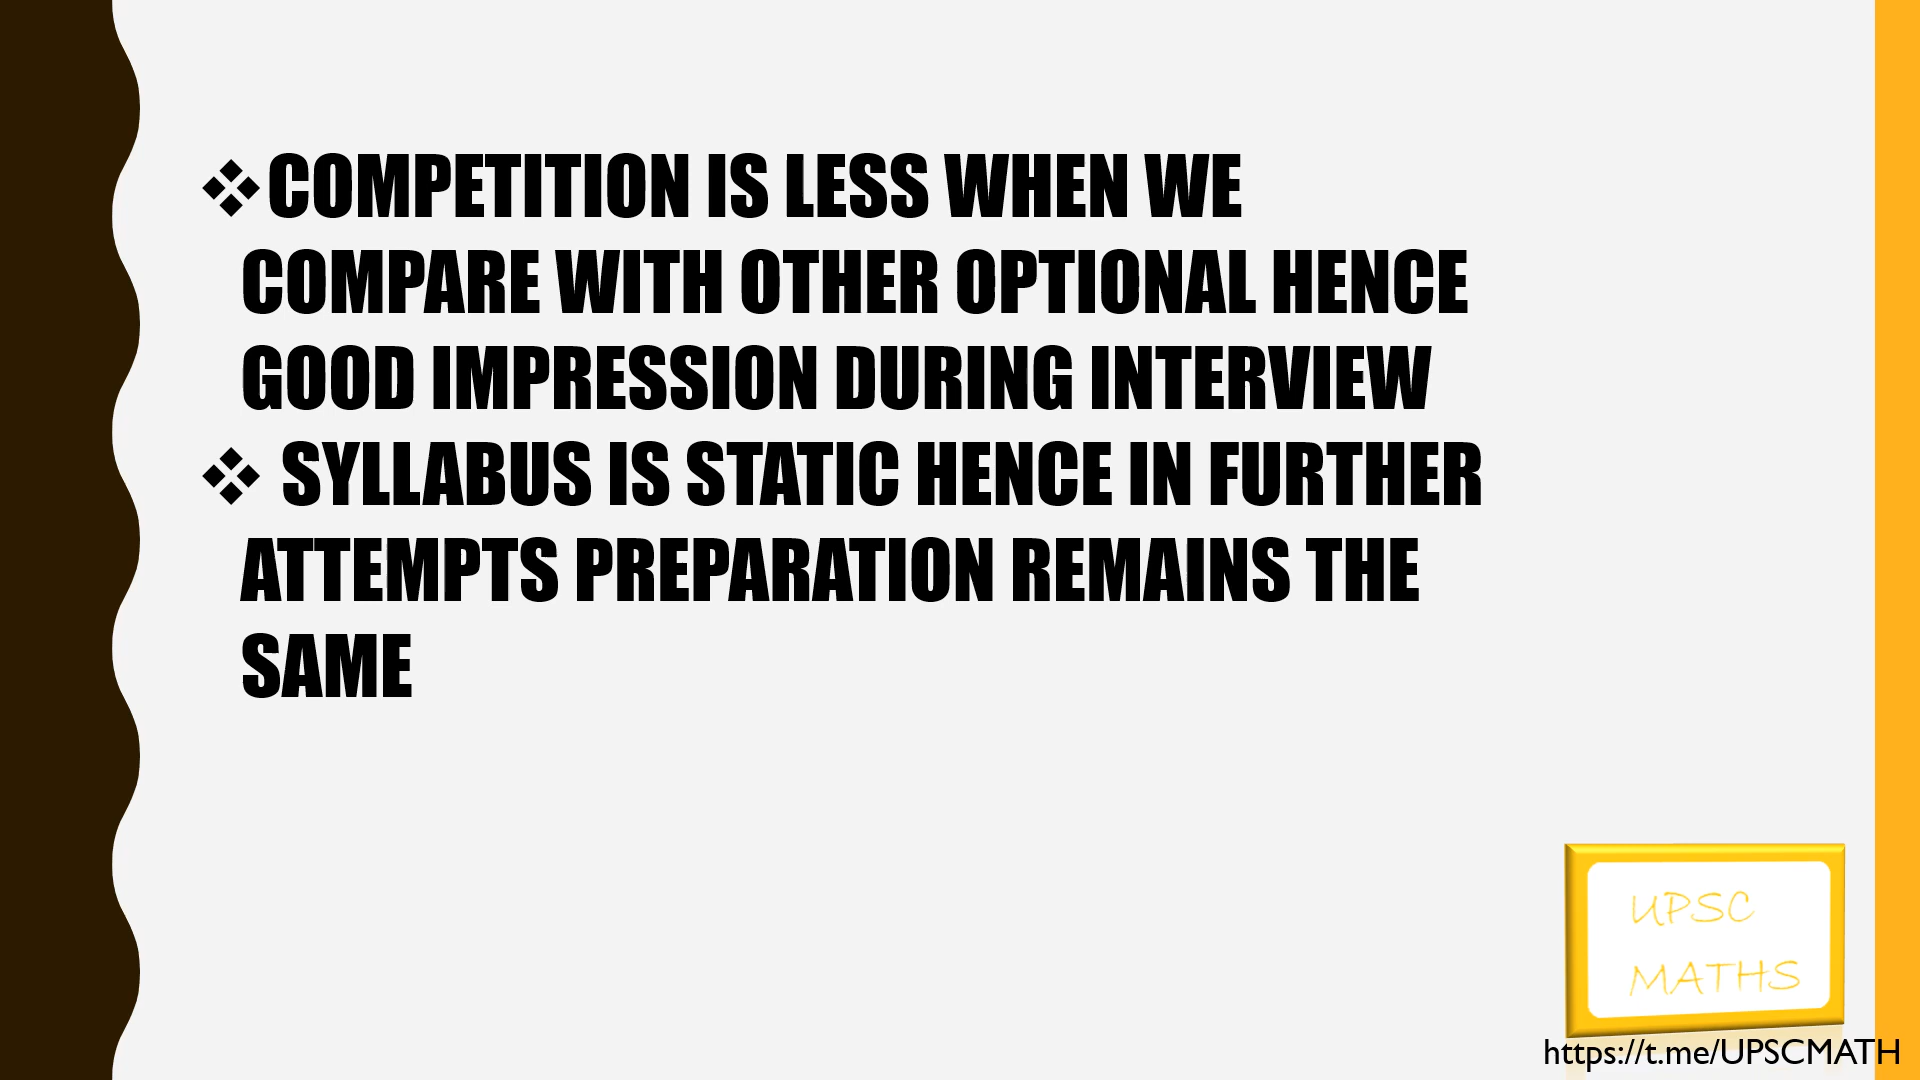 ❖COMPETITION IS LESS WHEN WE
COMPARE WITH OTHER OPTIONAL HENCE
GOOD IMPRESSION DURING INTERVIEW
❖ SYLLABUS IS STATIC HENCE IN FURTHER
ATTEMPTS PREPARATION REMAINS THE
SAME
UPSC
MATHS
https://t.me/UPSCMATH